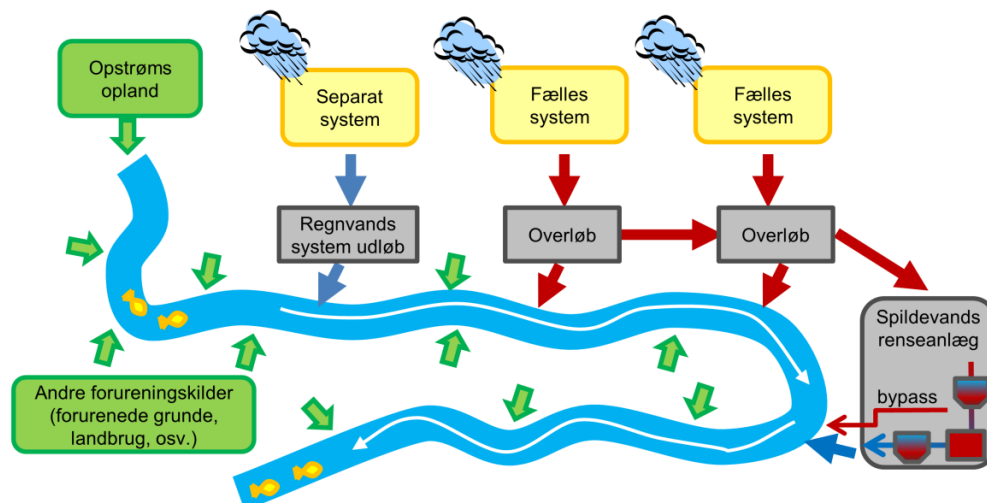 Opstrøms
opland
Separat
system
Fælles
system
Fælles
system
Regnvands
system udløb
Overløb
Overløb
Spildevands
renseanlæg
bypass
Andre forureningskilder
(forurenede grunde,
landbrug, osv.)